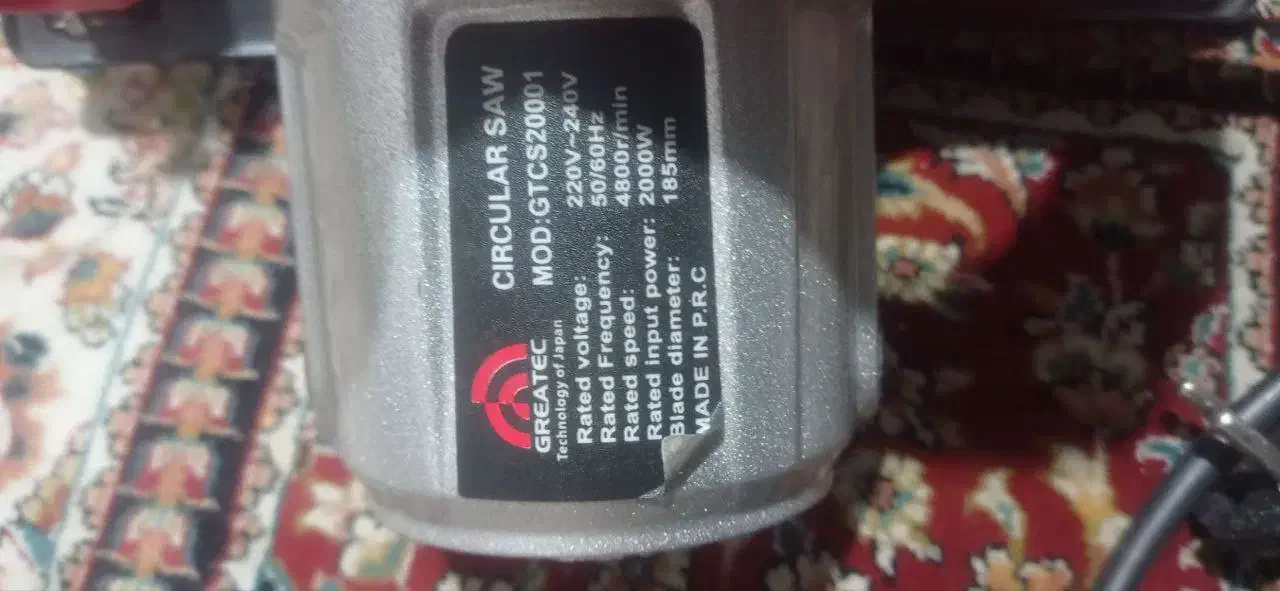 GREATEC
Technology of Japan
CIRCULAR SAW
MOD:GTCS20001
Rated voltage: 220V~240V
Rated Frequency: 50/60Hz
Rated speed: 4800r/min
Rated input power: 2000W
Blade diameter: 185mm
MADE IN P.R.C